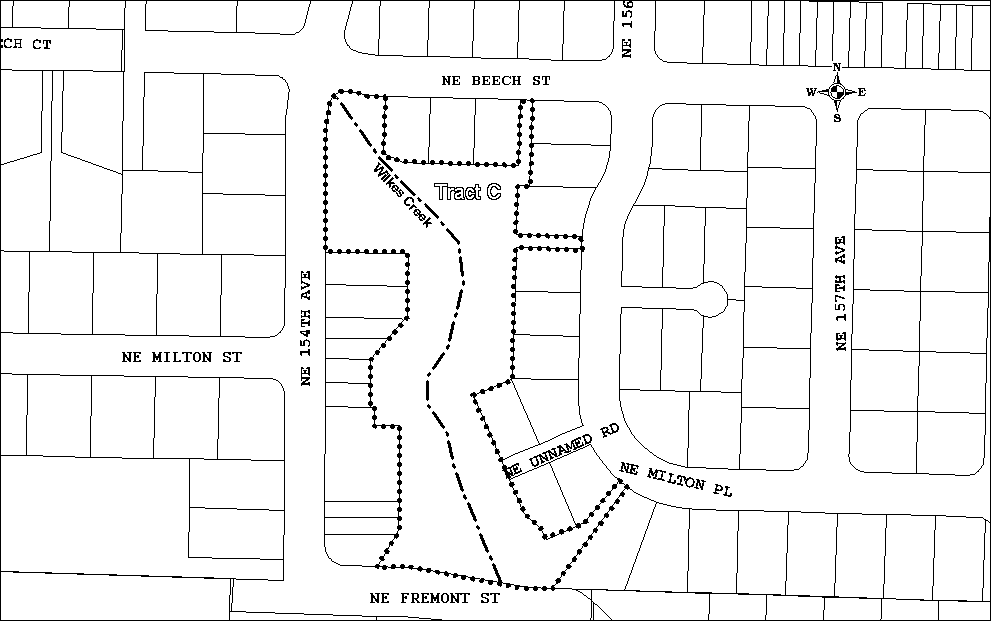 CH CT
NE 156
NE BEECH ST
N
W E
S
Tract C
Wilkes Creek
NE 154TH AVE
NE 157TH AVE
NE MILTON ST
NE UNNAMED RD
NE MILTON PL
NE FREMONT ST